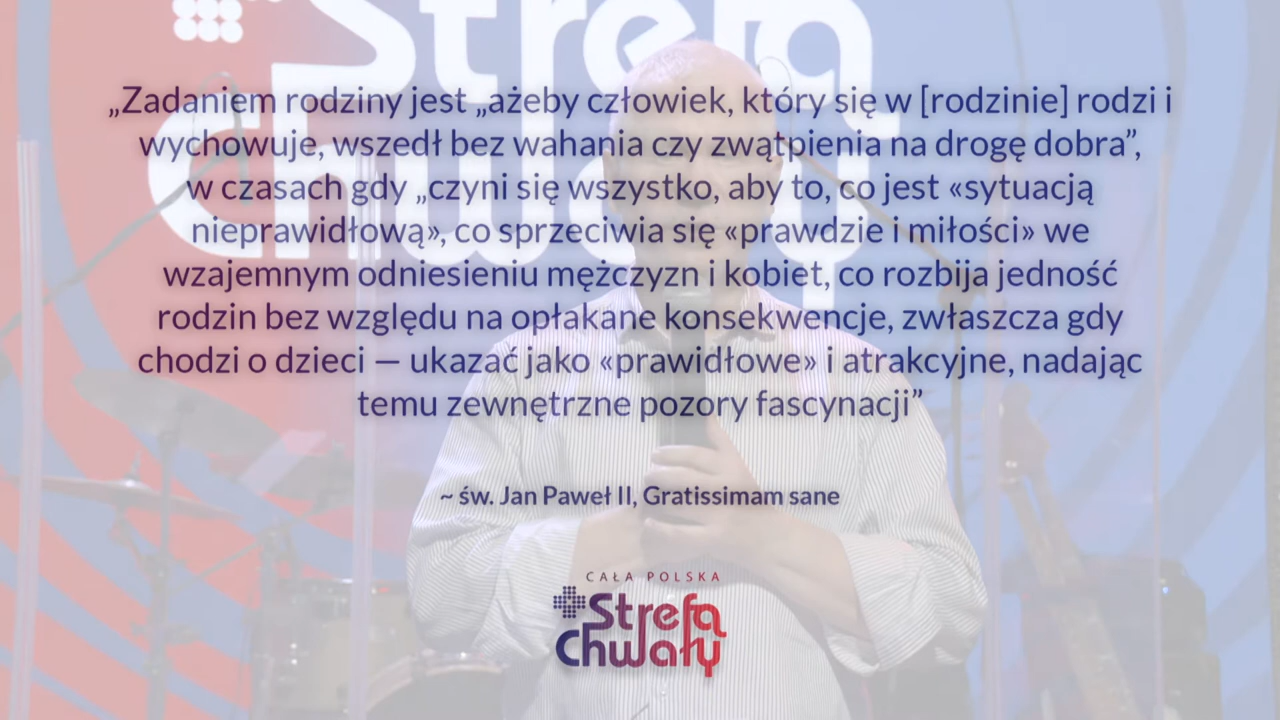 Strefa
Chwały
„Zadaniem rodziny jest „ażeby człowiek, który się w [rodzinie] rodzi i
wychowuje, wszedł bez wahania czy zwątpienia na drogę dobra”,
w czasach gdy „czyni się wszystko, aby to, co jest «sytuacją
nieprawidłową», co sprzeciwia się «prawdzie i miłości» we
wzajemnym odniesieniu mężczyzn i kobiet, co rozbija jedność
rodzin bez względu na opłakane konsekwencje, zwłaszcza gdy
chodzi o dzieci — ukazać jako «prawidłowe» i atrakcyjne, nadając
temu zewnętrzne pozory fascynacji”
~ św. Jan Paweł II, Gratissimam sane
CAŁA POLSKA
Strefa
Chwały